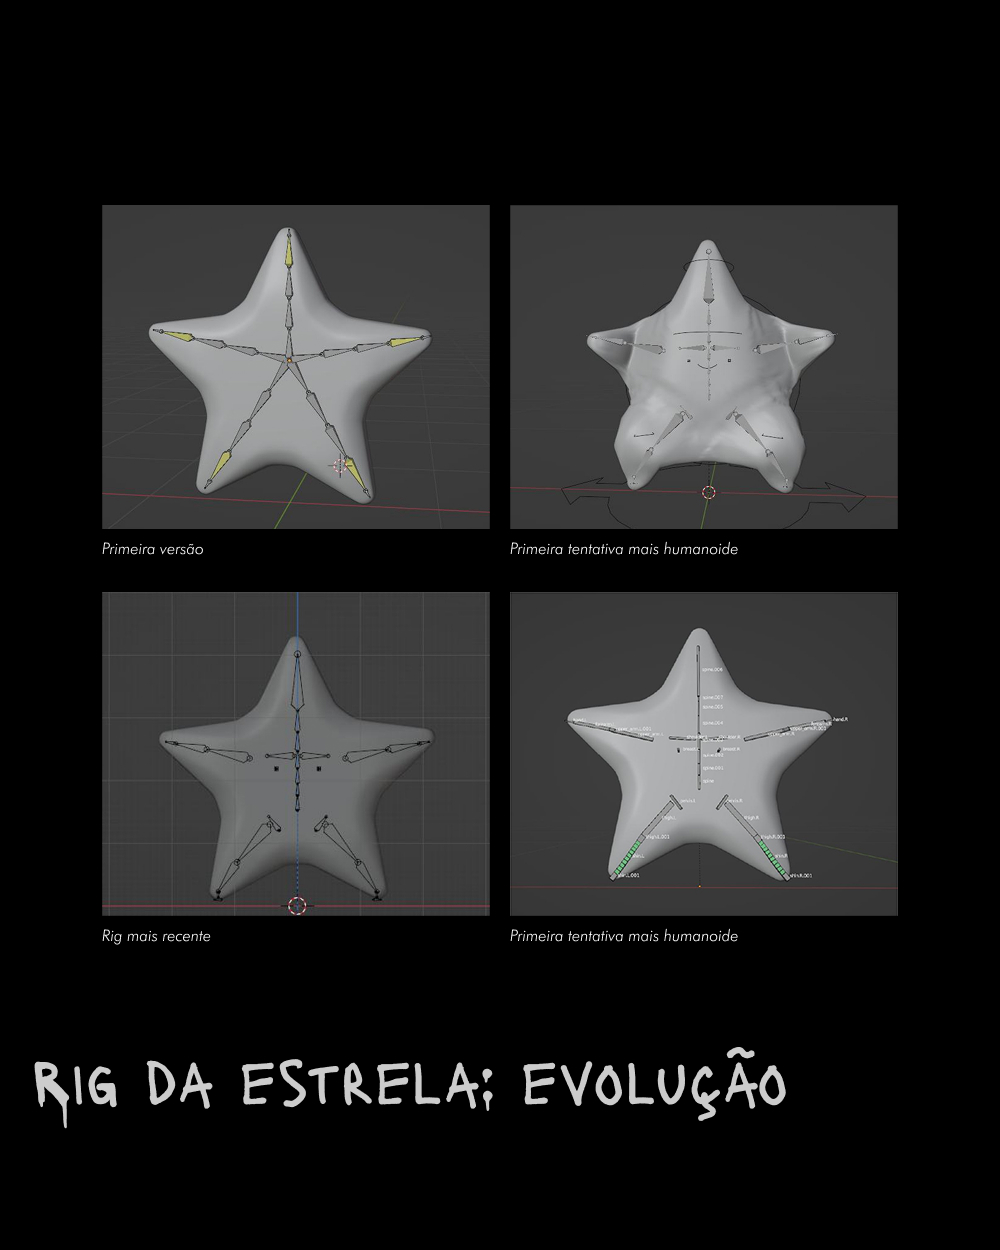 Primeira versão
Primeira tentativa mais humanoide
Rig mais recente
Primeira tentativa mais humanoide
Rig da estrela: evolução